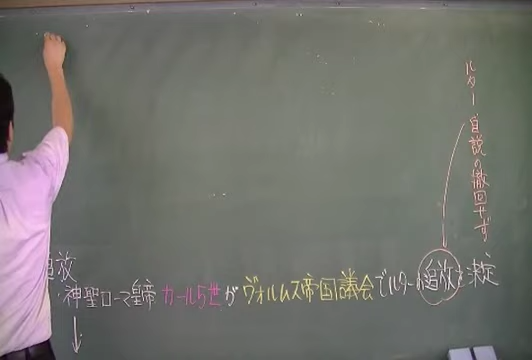 ルター自説の撤回せず
追放
・神聖ローマ皇帝カール5世がヴォルムス帝国議会でルターの追放を決定